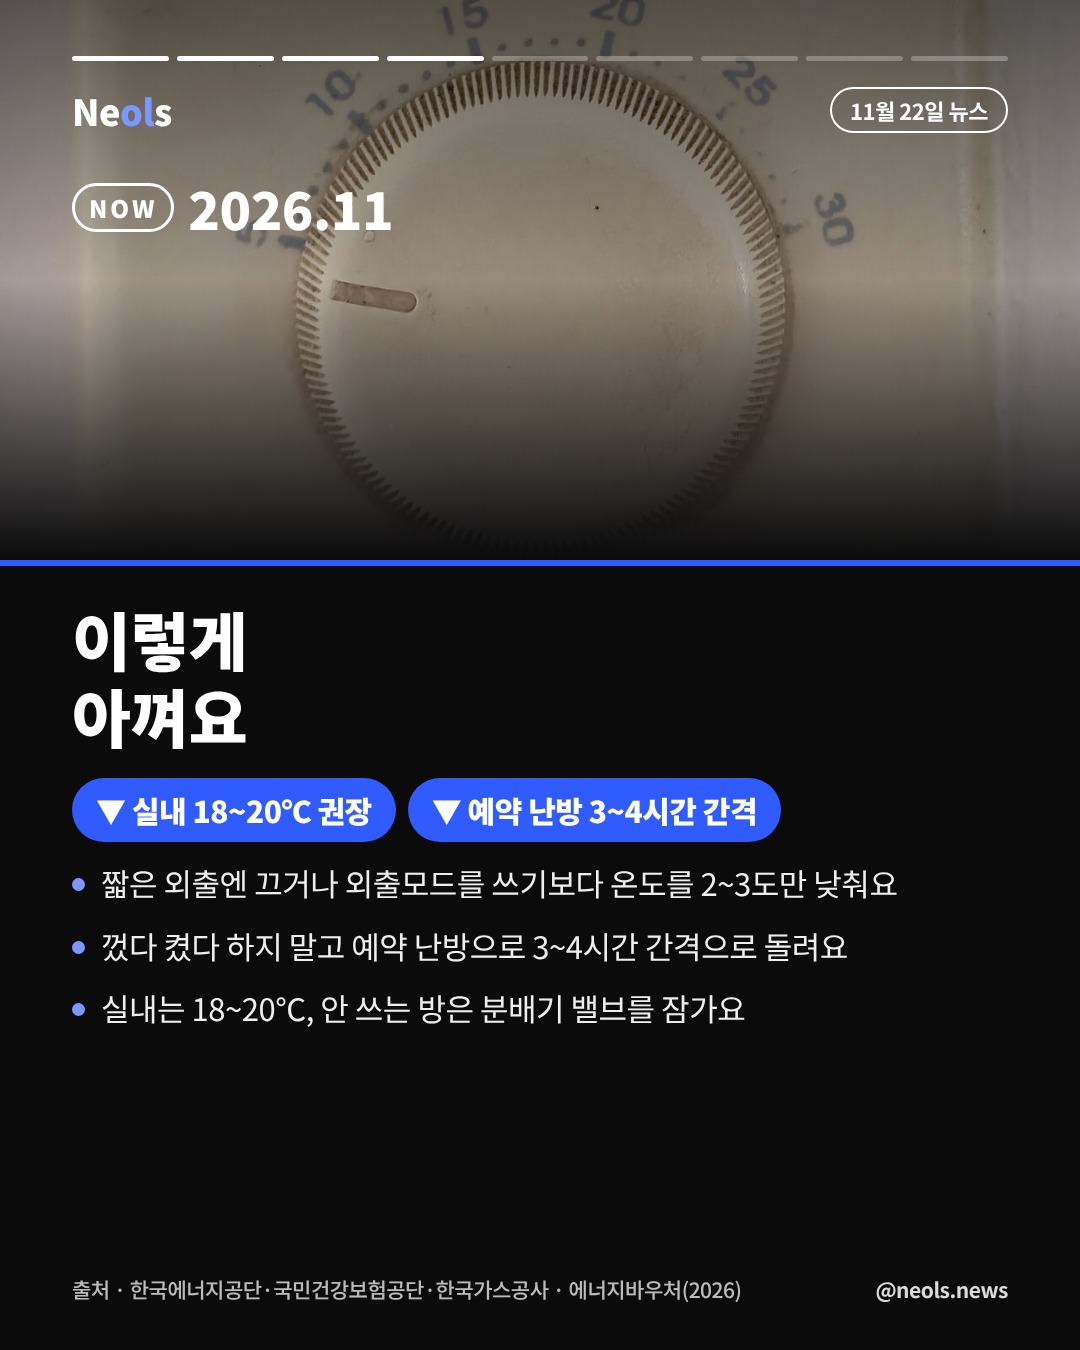 15
20
10
25
Neols
11월 22일 뉴스
NOW 2026.11
5
30
이렇게
아껴요
▼ 실내 18~20°C 권장 ▼ 예약 난방 3~4시간 간격
• 짧은 외출엔 끄거나 외출모드를 쓰기보다 온도를 2~3도만 낮춰요
• 껐다 켰다 하지 말고 예약 난방으로 3~4시간 간격으로 돌려요
• 실내는 18~20°C, 안 쓰는 방은 분배기 밸브를 잠가요
출처 · 한국에너지공단·국민건강보험공단·한국가스공사 · 에너지바우처(2026) @neols.news